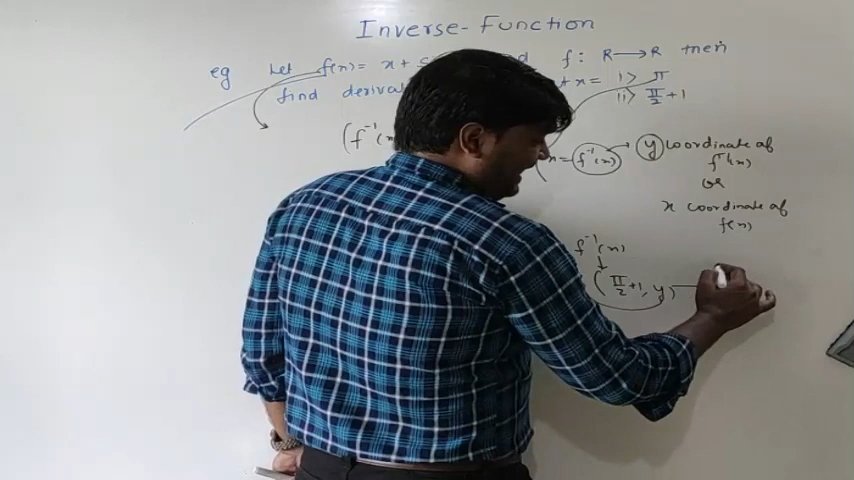 Inverse-Function
eg Let f(x) = x + f : R → R then
find x = i> π
ii> π/2 + 1
(f⁻¹(x) x = f⁻¹(x) → y coordinate of
f⁻¹(x)
or
x coordinate of
f(x)
f⁻¹(x)
↓
(π/2 + 1, y)